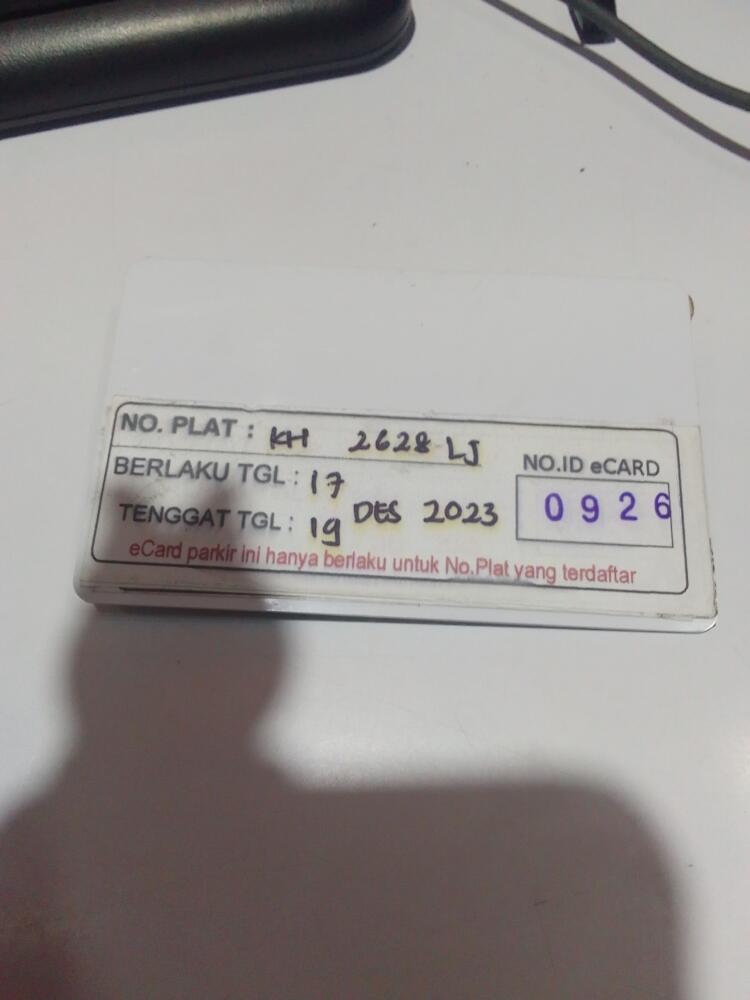 NO. PLAT : KH 2628 LJ
BERLAKU TGL : 17
TENGGAT TGL : 19 DES 2023
NO.ID eCARD
0926
eCard parkir ini hanya berlaku untuk No.Plat yang terdaftar